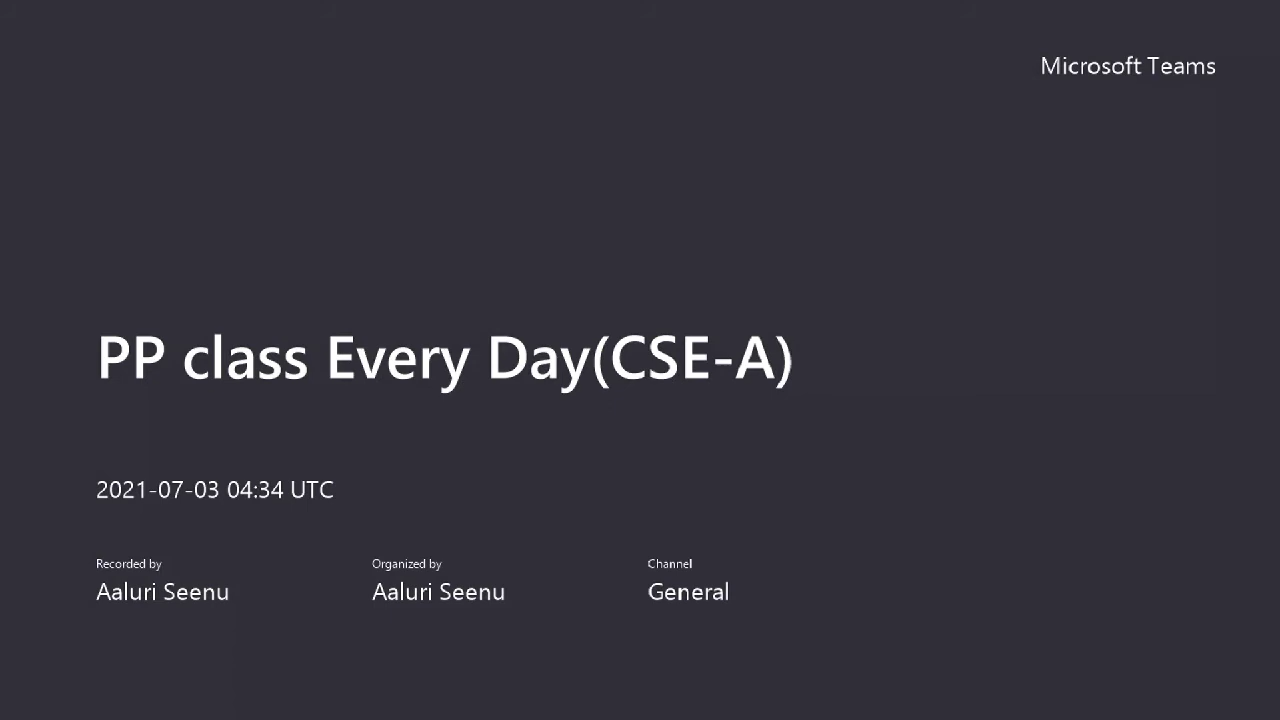 Microsoft Teams
PP class Every Day(CSE-A)
2021-07-03 04:34 UTC
Recorded by
Aaluri Seenu
Organized by
Aaluri Seenu
Channel
General